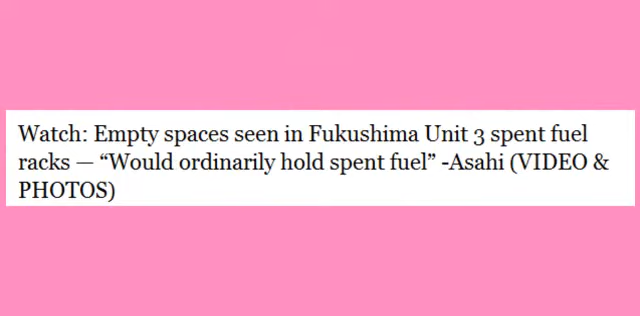 Watch: Empty spaces seen in Fukushima Unit 3 spent fuel
racks — “Would ordinarily hold spent fuel” -Asahi (VIDEO &
PHOTOS)